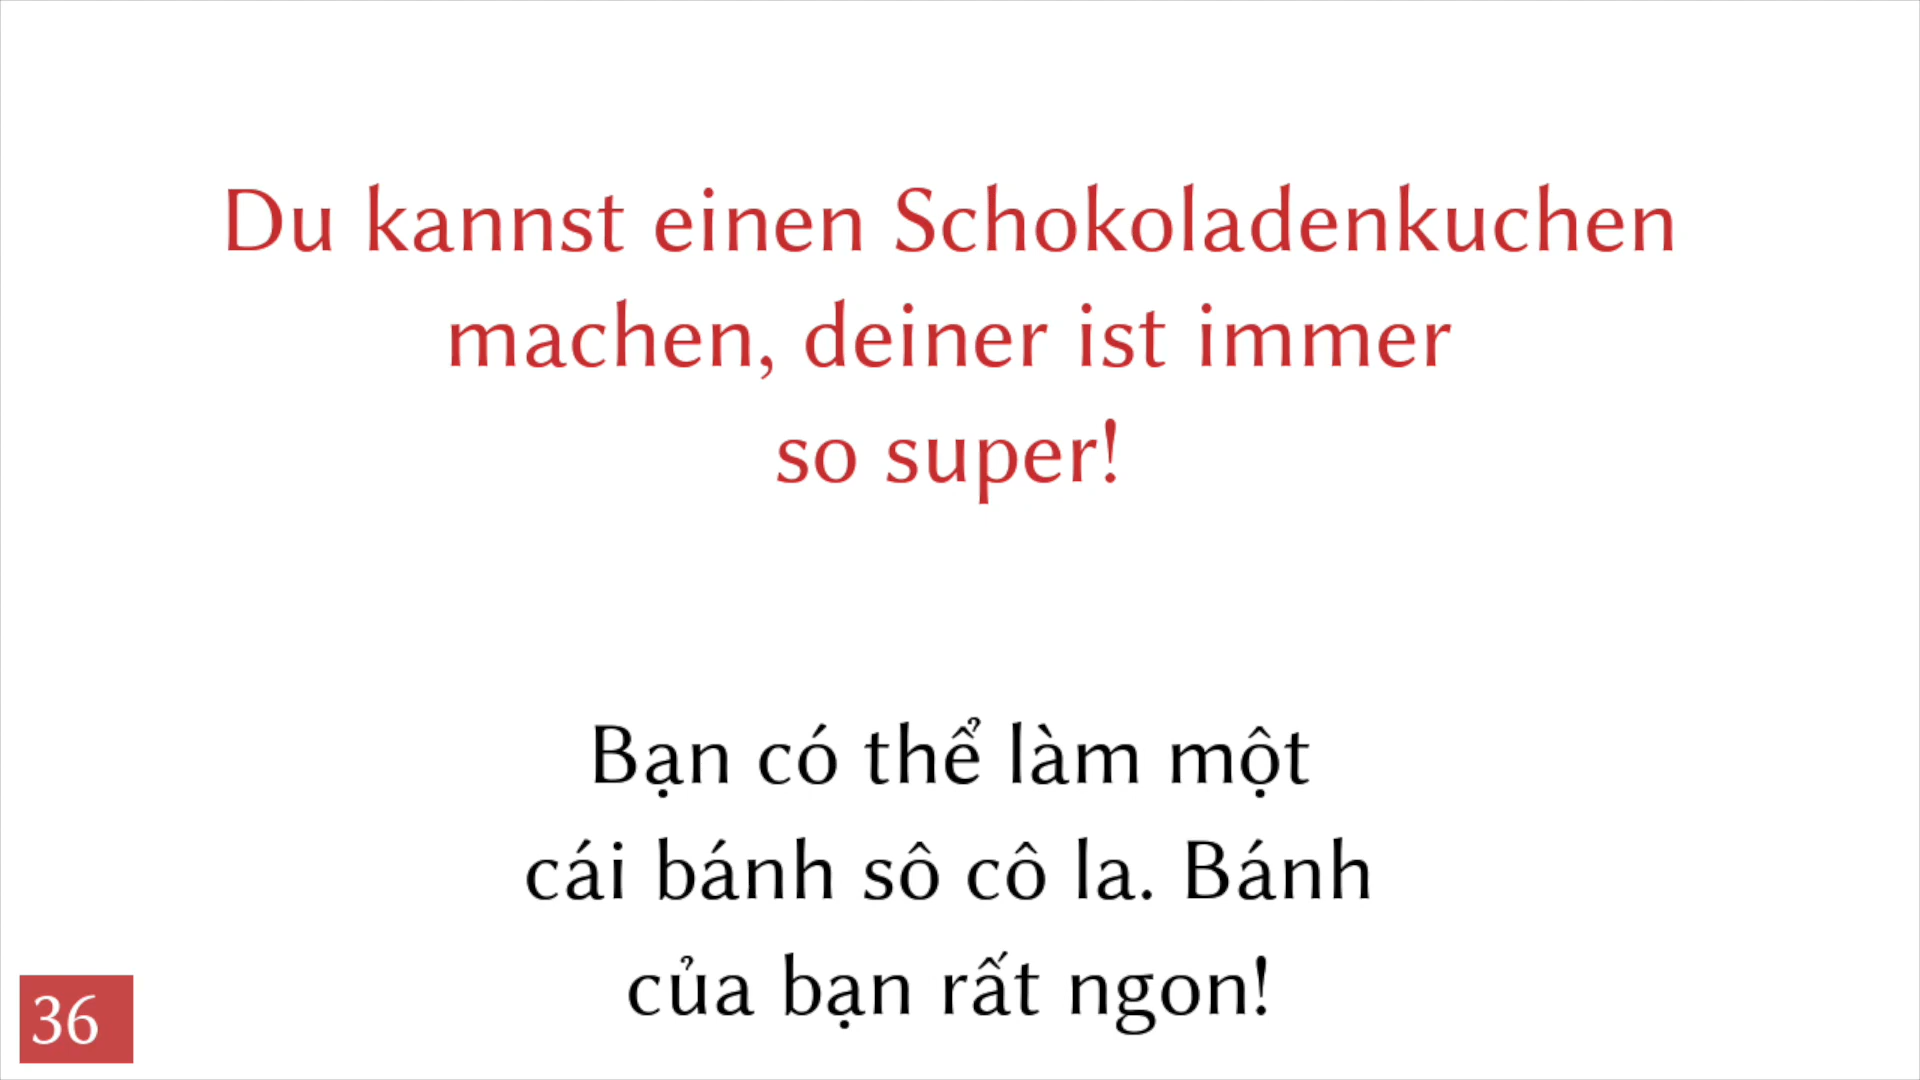 Du kannst einen Schokoladenkuchen
machen, deiner ist immer
so super!
Bạn có thể làm một
cái bánh sô cô la. Bánh
của bạn rất ngon!
36